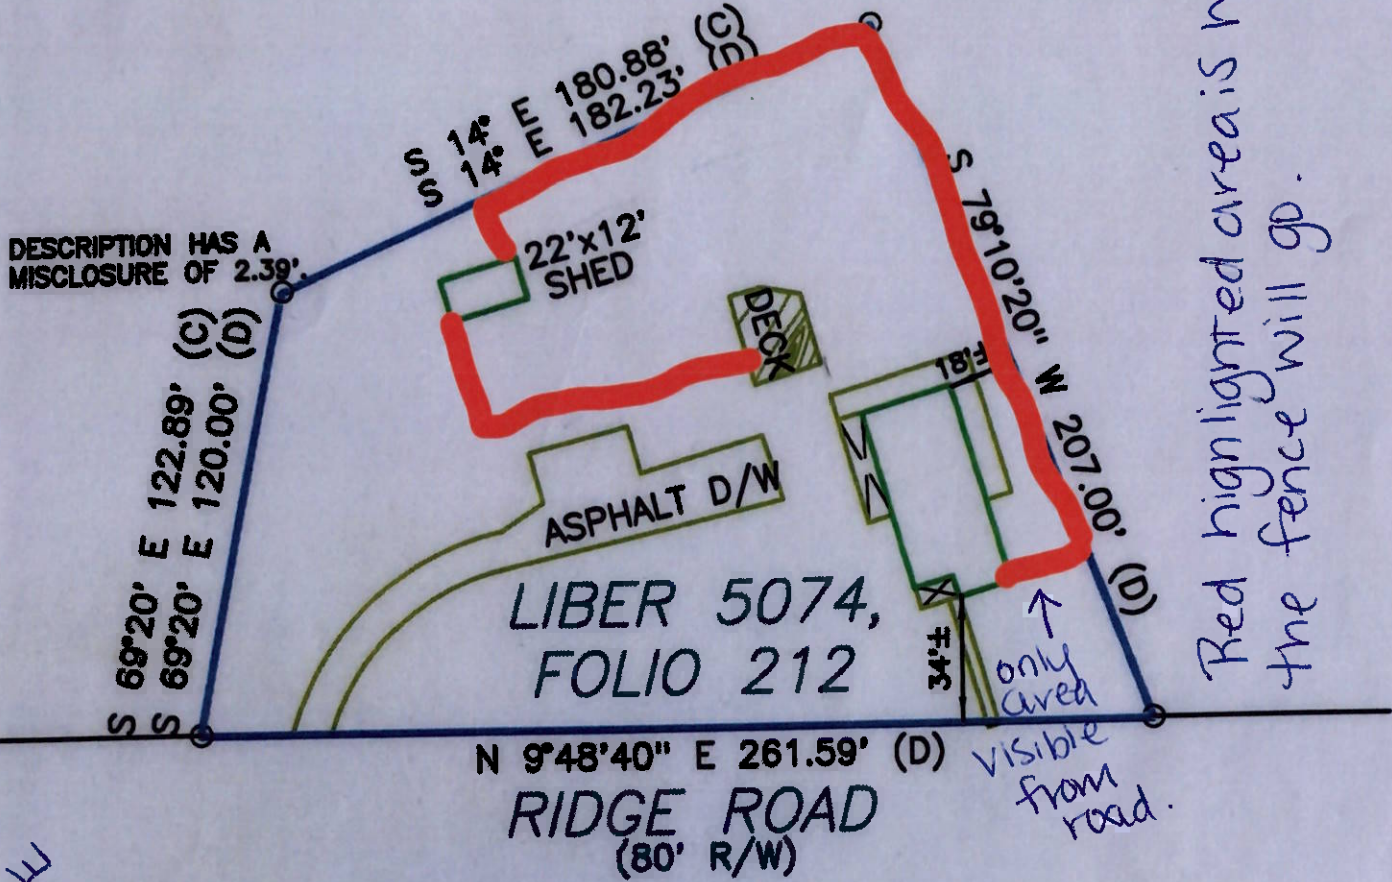 S 14° E 180.88' (C)
S 14° E 182.23' (D)
DESCRIPTION HAS A
MISCLOSURE OF 2.39'.
22'x12'
SHED
DECK
S 79°10'20" W 207.00' (D)
18'±
S 69°20' E 122.89' (C)
S 69°20' E 120.00' (D)
ASPHALT D/W
LIBER 5074,
FOLIO 212
34'±
only
area
visible
from
road.
N 9°48'40" E 261.59' (D)
RIDGE ROAD
(80' R/W)
Red highlighted area is
the fence will go.